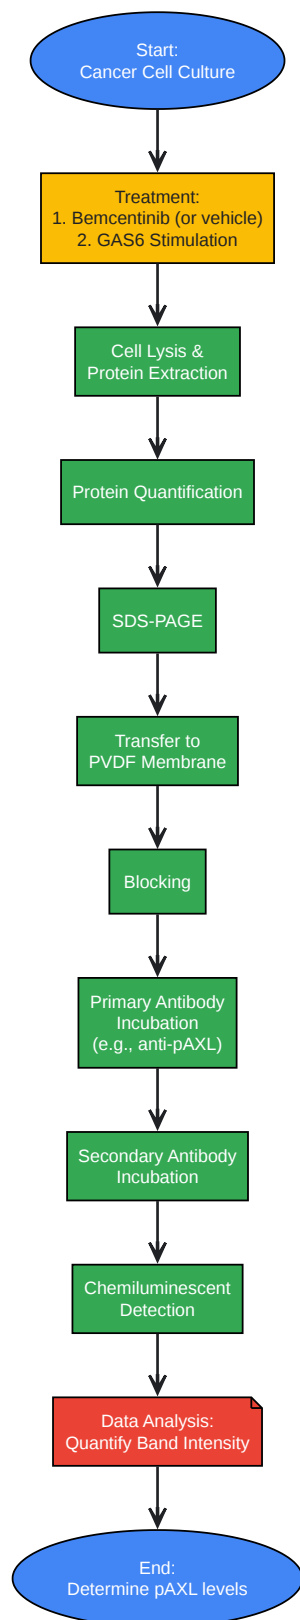 Start:
Cancer Cell Culture
Treatment:
1. Bemcentinib (or vehicle)
2. GAS6 Stimulation
Cell Lysis &
Protein Extraction
Protein Quantification
SDS-PAGE
Transfer to
PVDF Membrane
Blocking
Primary Antibody
Incubation
(e.g., anti-pAXL)
Secondary Antibody
Incubation
Chemiluminescent
Detection
Data Analysis:
Quantify Band Intensity
End:
Determine pAXL levels